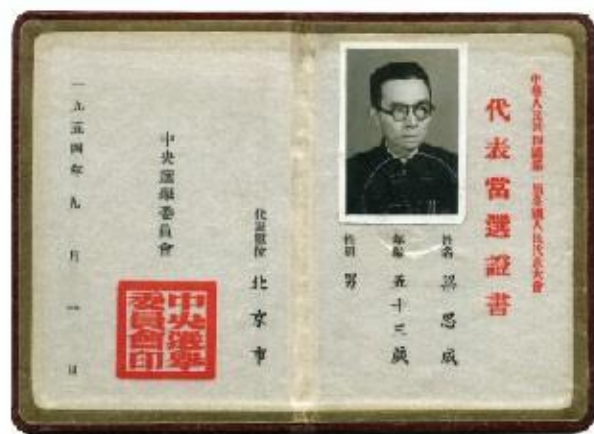 中華人民共和國第一屆全國人民代表大會
代表當選證書
姓名 梁思成
年齡 五十三歲
性別 男
代表單位 北京市
中央選舉委員會
中央選舉
委員會印
一九五四年九月一日